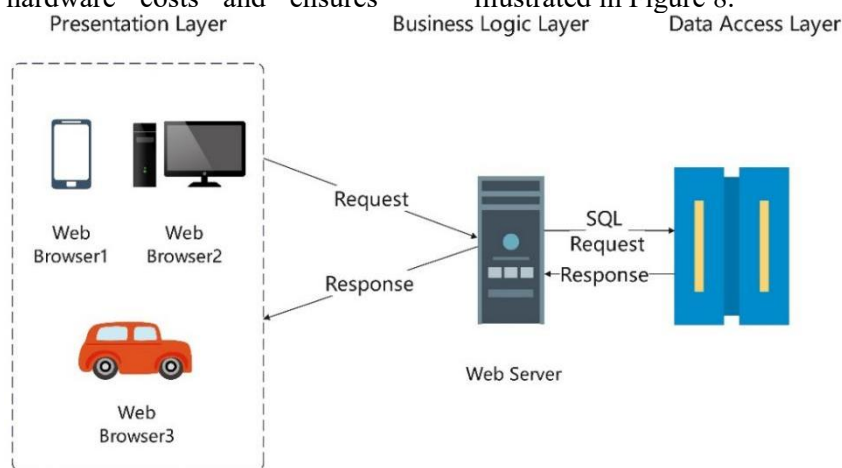 hardware costs and ensures
illustrated in Figure 8.
Presentation Layer
Business Logic Layer
Data Access Layer
Web
Browser1
Web
Browser2
Request
SQL
Request
Response
Response
Web Server
Web
Browser3